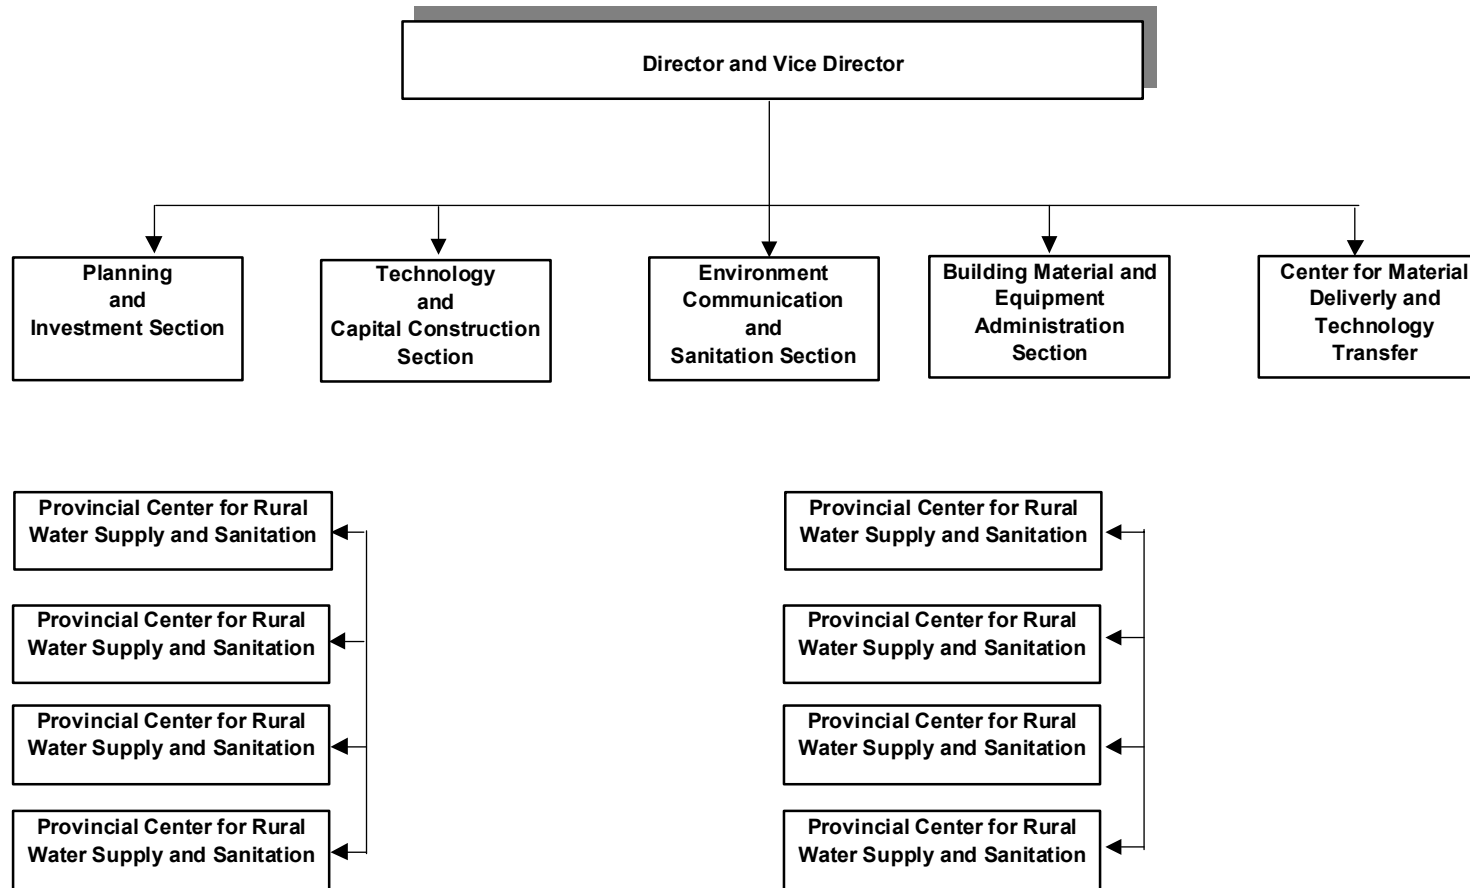 Director and Vice Director
Planning
and
Investment Section
Technology
and
Capital Construction
Section
Environment
Communication
and
Sanitation Section
Building Material and
Equipment
Administration
Section
Center for Material
Deliverly and
Technology
Transfer
Provincial Center for Rural
Water Supply and Sanitation
Provincial Center for Rural
Water Supply and Sanitation
Provincial Center for Rural
Water Supply and Sanitation
Provincial Center for Rural
Water Supply and Sanitation
Provincial Center for Rural
Water Supply and Sanitation
Provincial Center for Rural
Water Supply and Sanitation
Provincial Center for Rural
Water Supply and Sanitation
Provincial Center for Rural
Water Supply and Sanitation